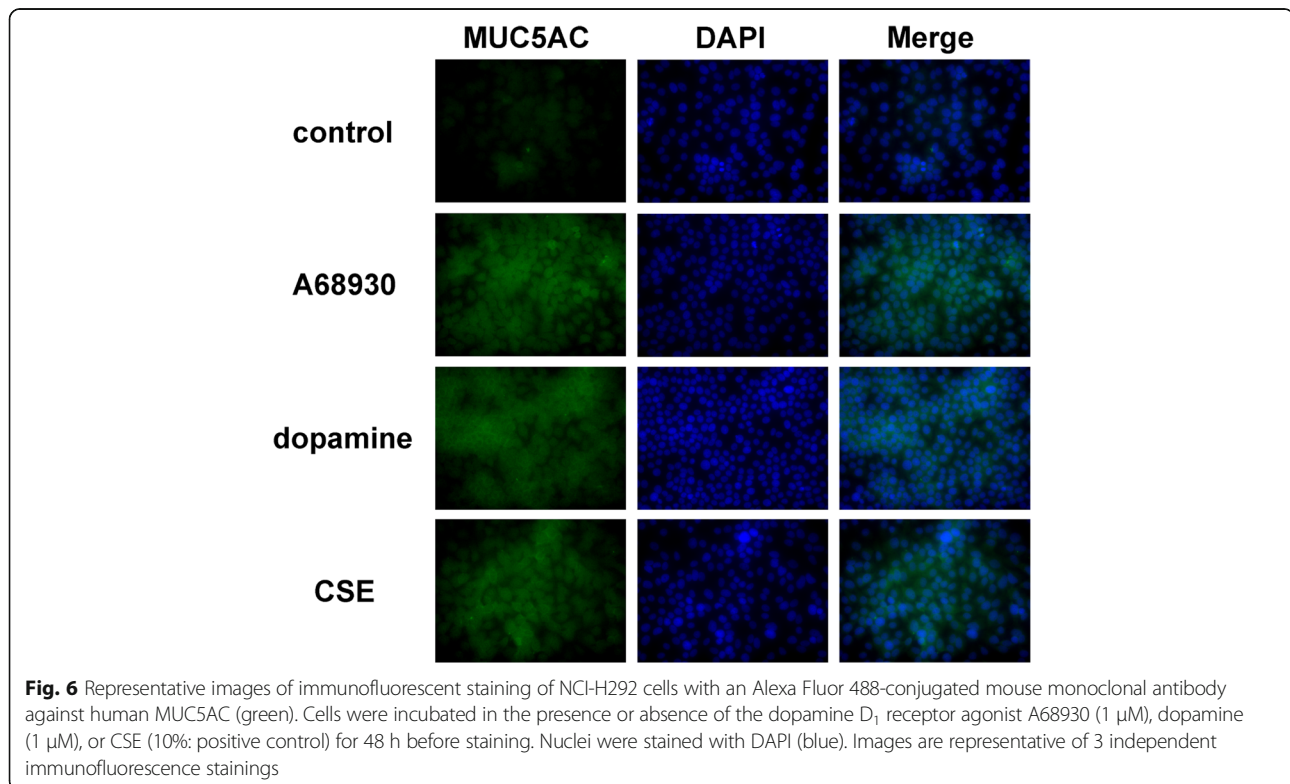 MUC5AC DAPI Merge
control
A68930
dopamine
CSE
Fig. 6 Representative images of immunofluorescent staining of NCI-H292 cells with an Alexa Fluor 488-conjugated mouse monoclonal antibody
against human MUC5AC (green). Cells were incubated in the presence or absence of the dopamine D₁ receptor agonist A68930 (1 μM), dopamine
(1 μM), or CSE (10%: positive control) for 48 h before staining. Nuclei were stained with DAPI (blue). Images are representative of 3 independent
immunofluorescence stainings